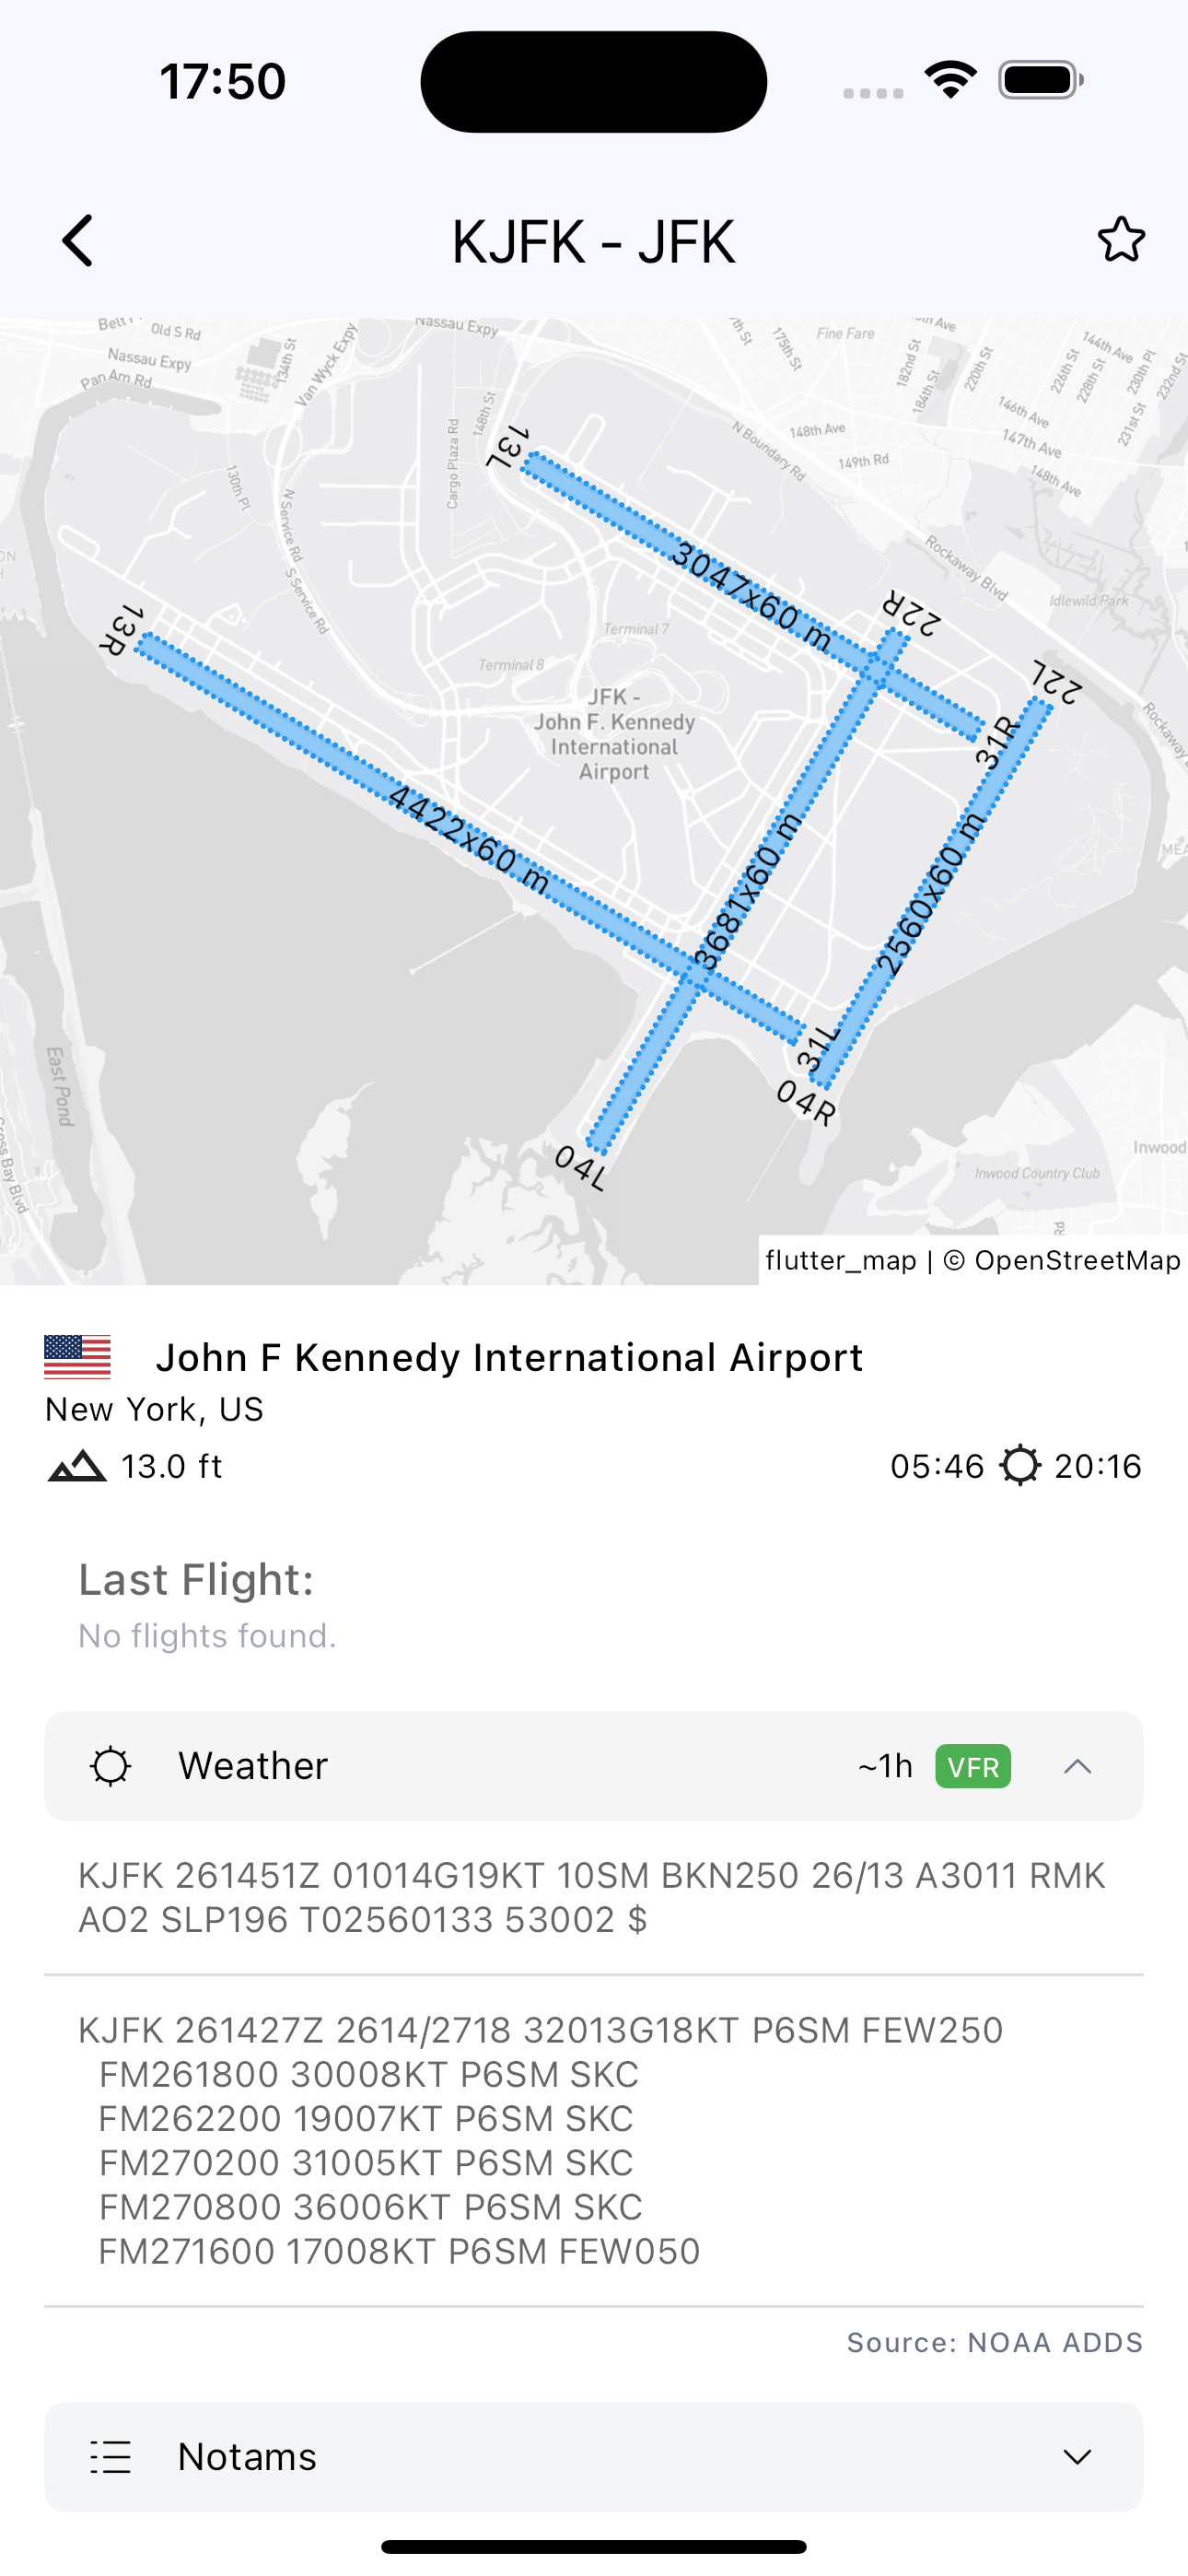 17:50
KJFK - JFK
Old S Rd
Nassau Expy
Nassau Expy
Pan Am Rd
134th St
Van Wyck Expy
148th St
Cargo Plaza Rd
130th Pl
N Service Rd
S Service Rd
175th St
Fine Fare
182nd St
184th St
220th St
226th St
228th St
144th Ave
230th Pl
232nd St
231st St
146th Ave
147th Ave
148th Ave
148th Ave
149th Rd
N Boundary Rd
Rockaway Blvd
Idlewild Park
13L
3047x60 m
22R
22L
31R
13R
Terminal 7
Terminal 8
JFK -
John F. Kennedy
International
Airport
4422x60 m
3681x60 m
2560x60 m
31L
04R
04L
East Pond
Inwood
Inwood Country Club
Rd
flutter_map | © OpenStreetMap
John F Kennedy International Airport
New York, US
13.0 ft
05:46 20:16
Last Flight:
No flights found.
Weather ~1h VFR
KJFK 261451Z 01014G19KT 10SM BKN250 26/13 A3011 RMK
AO2 SLP196 T02560133 53002 $
KJFK 261427Z 2614/2718 32013G18KT P6SM FEW250
FM261800 30008KT P6SM SKC
FM262200 19007KT P6SM SKC
FM270200 31005KT P6SM SKC
FM270800 36006KT P6SM SKC
FM271600 17008KT P6SM FEW050
Source: NOAA ADDS
Notams